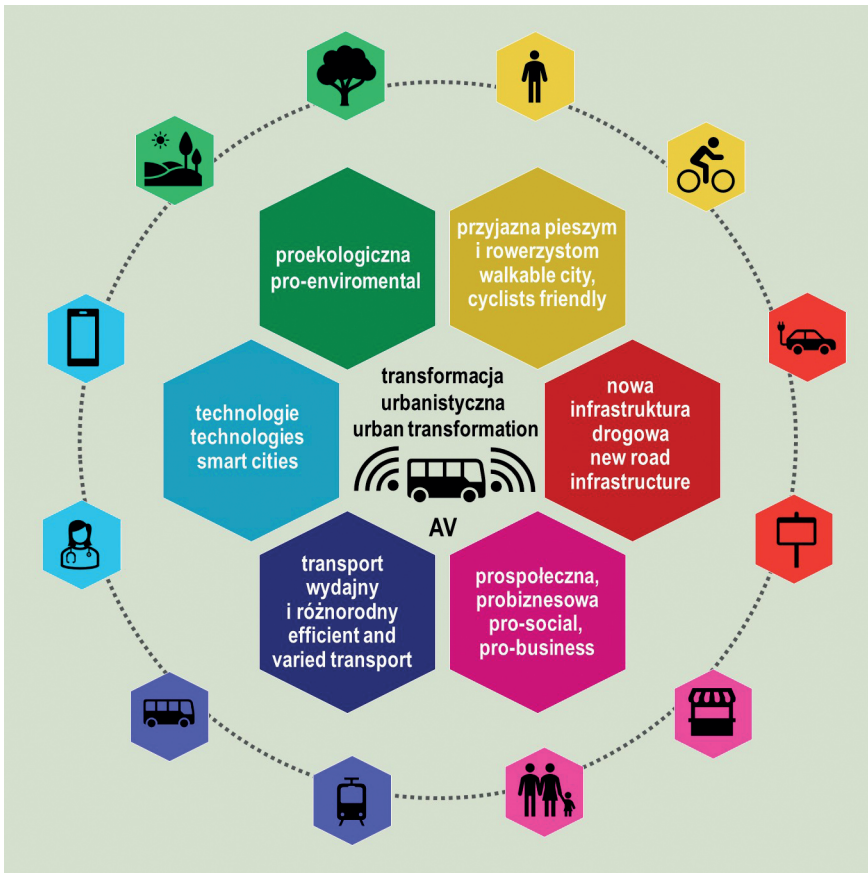 proekologiczna
pro-enviromental
przyjazna pieszym
i rowerzystom
walkable city,
cyclists friendly
technologie
technologies
smart cities
transformacja
urbanistyczna
urban transformation
AV
nowa
infrastruktura
drogowa
new road
infrastructure
transport
wydajny
i różnorodny
efficient and
varied transport
prospołeczna,
probiznesowa
pro-social,
pro-business